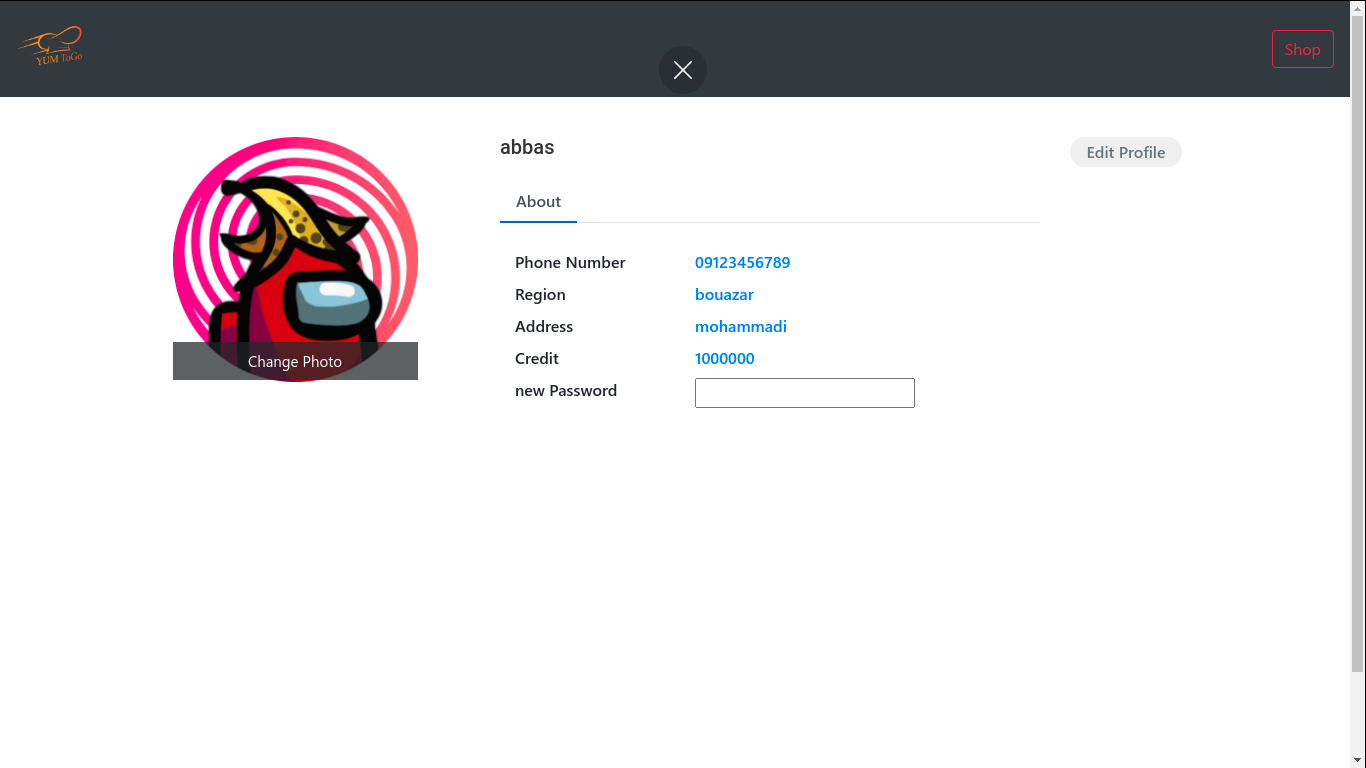 YUM ToGo
Shop
abbas
Edit Profile
About
Phone Number 09123456789
Region bouazar
Address mohammadi
Credit 1000000
new Password
Change Photo